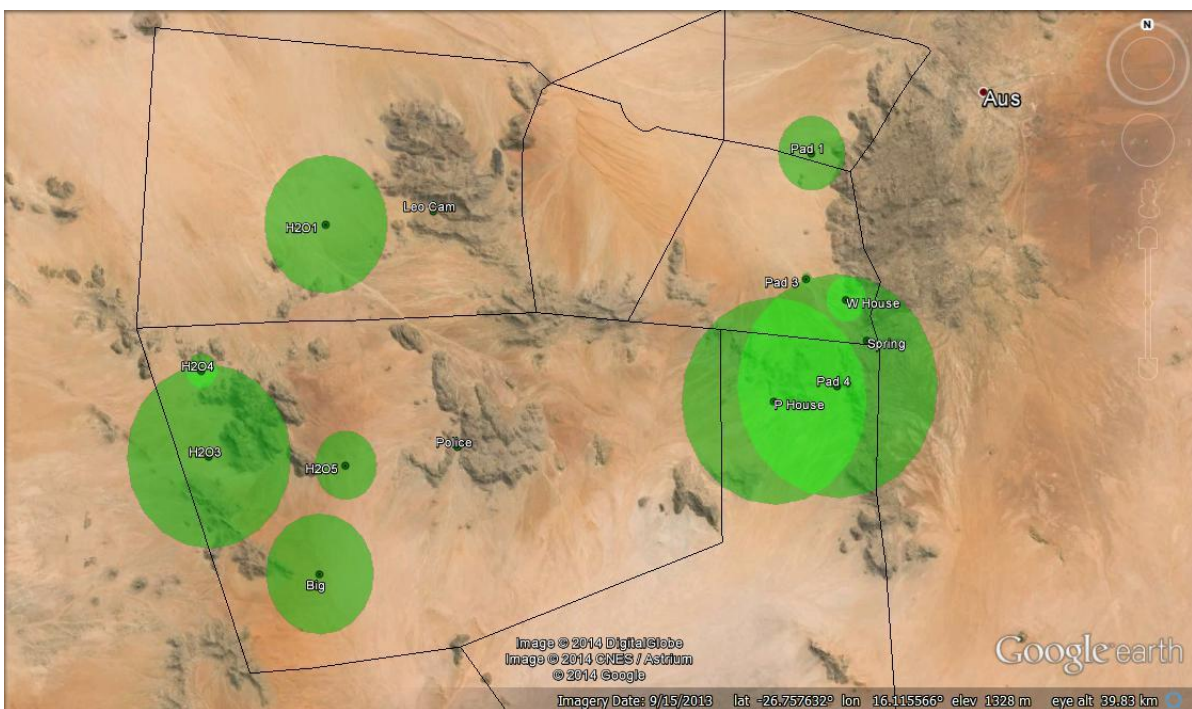 N
Aus
Pad 1
Leo Cam
H2O1
Pad 3
W House
Spring
H2O4
Pad 4
P House
Police
H2O3
H2O5
Big
Image © 2014 DigitalGlobe
Image © 2014 CNES / Astrium
© 2014 Google
Google earth
Imagery Date: 9/15/2013 lat -26.757632° lon 16.115566° elev 1328 m eye alt 39.83 km